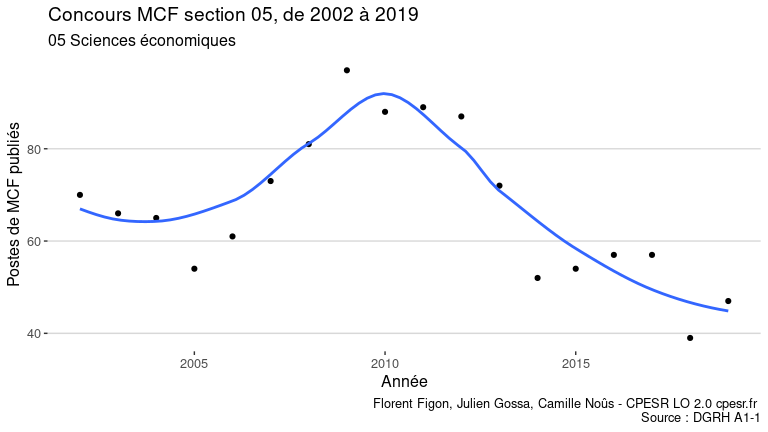 Concours MCF section 05, de 2002 à 2019
05 Sciences économiques
Postes de MCF publiés
80
60
40
2005
2010
2015
Année
Florent Figon, Julien Gossa, Camille Noûs - CPESR LO 2.0 cpesr.fr
Source : DGRH A1-1